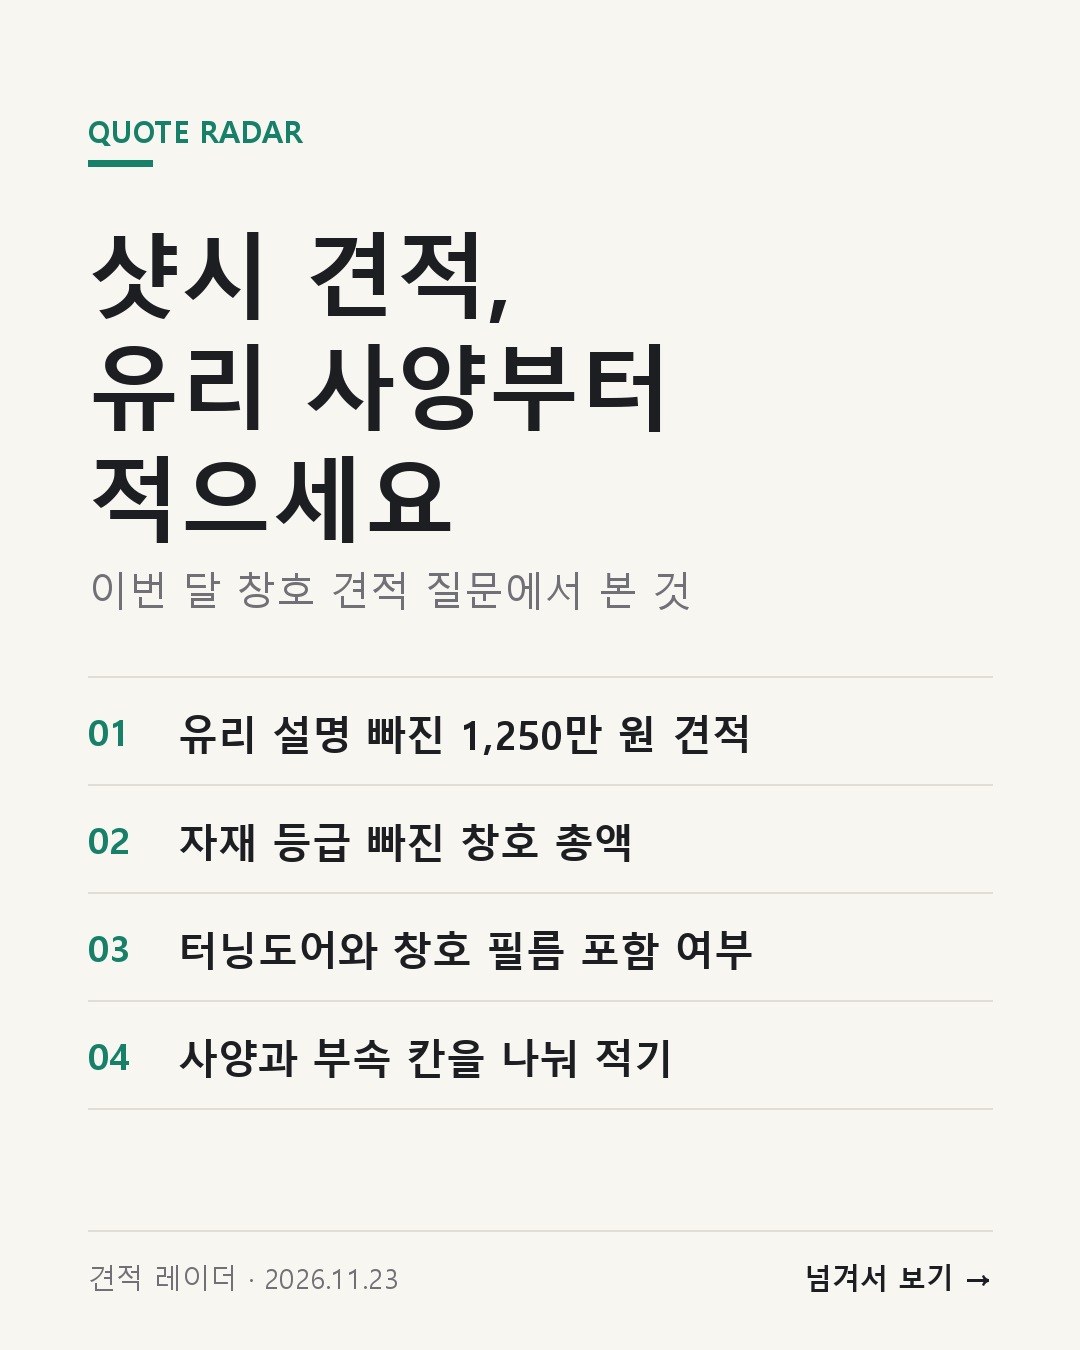 QUOTE RADAR
샷시 견적,
유리 사양부터
적으세요
이번 달 창호 견적 질문에서 본 것
01 유리 설명 빠진 1,250만 원 견적
02 자재 등급 빠진 창호 총액
03 터닝도어와 창호 필름 포함 여부
04 사양과 부속 칸을 나눠 적기
견적 레이더 · 2026.11.23
넘겨서 보기 →